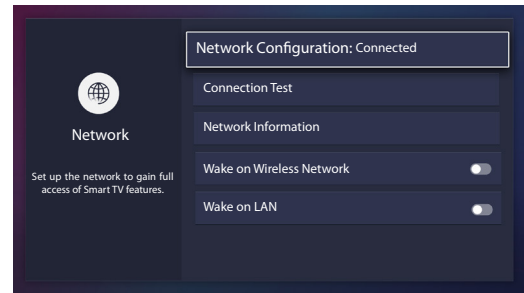 Network
Set up the network to gain full
access of Smart TV features.
Network Configuration: Connected
Connection Test
Network Information
Wake on Wireless Network
Wake on LAN